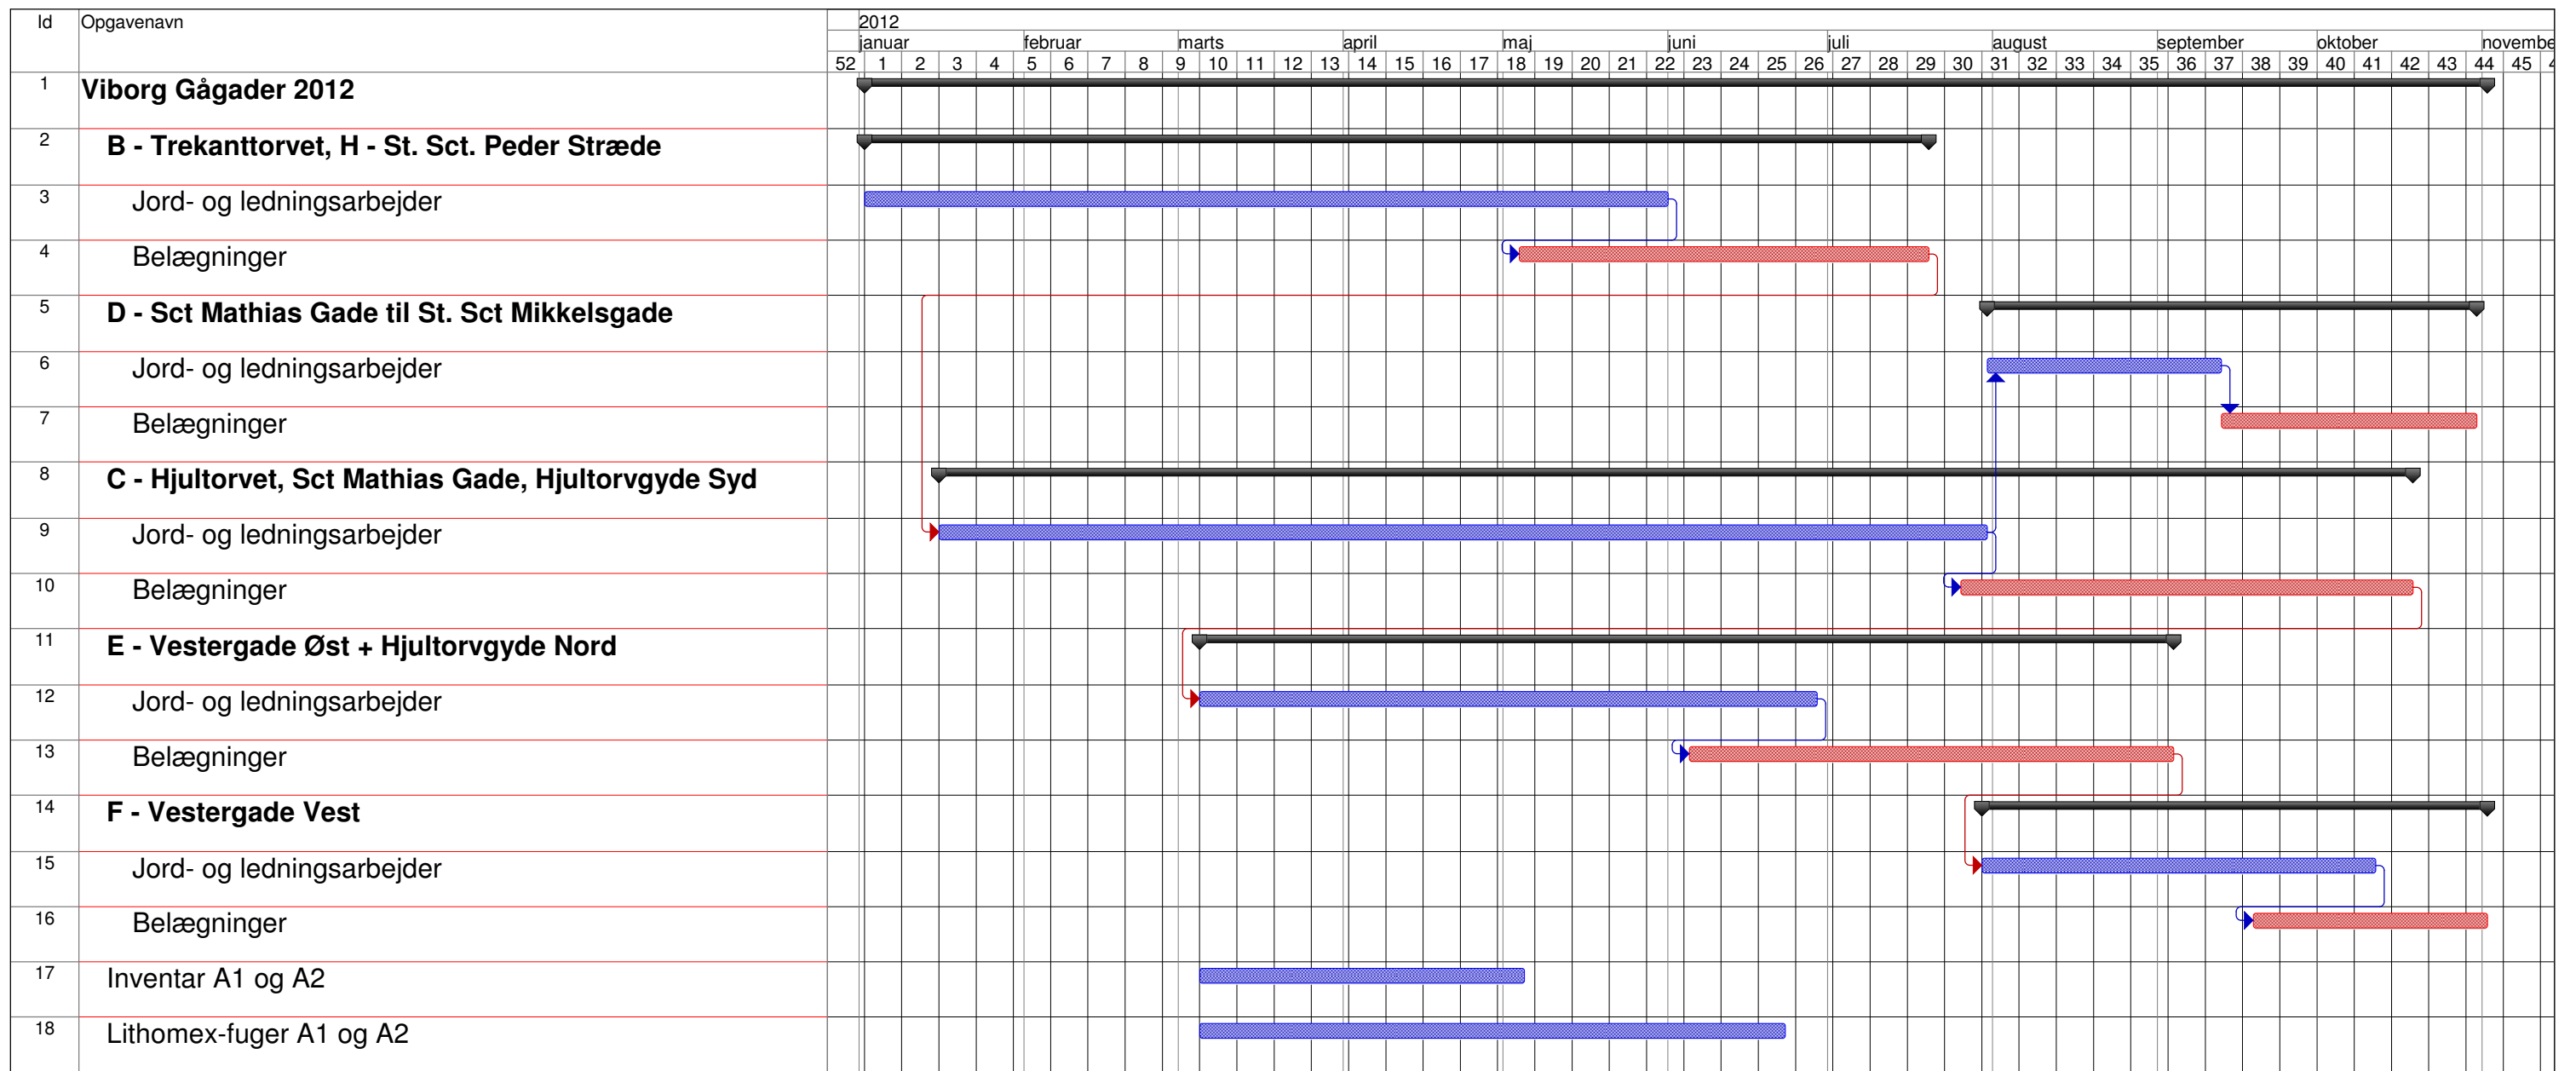 Id Opgavenavn
2012
januar februar marts april maj juni juli august september oktober novembe
52 1 2 3 4 5 6 7 8 9 10 11 12 13 14 15 16 17 18 19 20 21 22 23 24 25 26 27 28 29 30 31 32 33 34 35 36 37 38 39 40 41 42 43 44 45
1 Viborg Gågader 2012
2 B - Trekanttorvet, H - St. Sct. Peder Stræde
3 Jord- og ledningsarbejder
4 Belægninger
5 D - Sct Mathias Gade til St. Sct Mikkelsgade
6 Jord- og ledningsarbejder
7 Belægninger
8 C - Hjultorvet, Sct Mathias Gade, Hjultorvgyde Syd
9 Jord- og ledningsarbejder
10 Belægninger
11 E - Vestergade Øst + Hjultorvgyde Nord
12 Jord- og ledningsarbejder
13 Belægninger
14 F - Vestergade Vest
15 Jord- og ledningsarbejder
16 Belægninger
17 Inventar A1 og A2
18 Lithomex-fuger A1 og A2